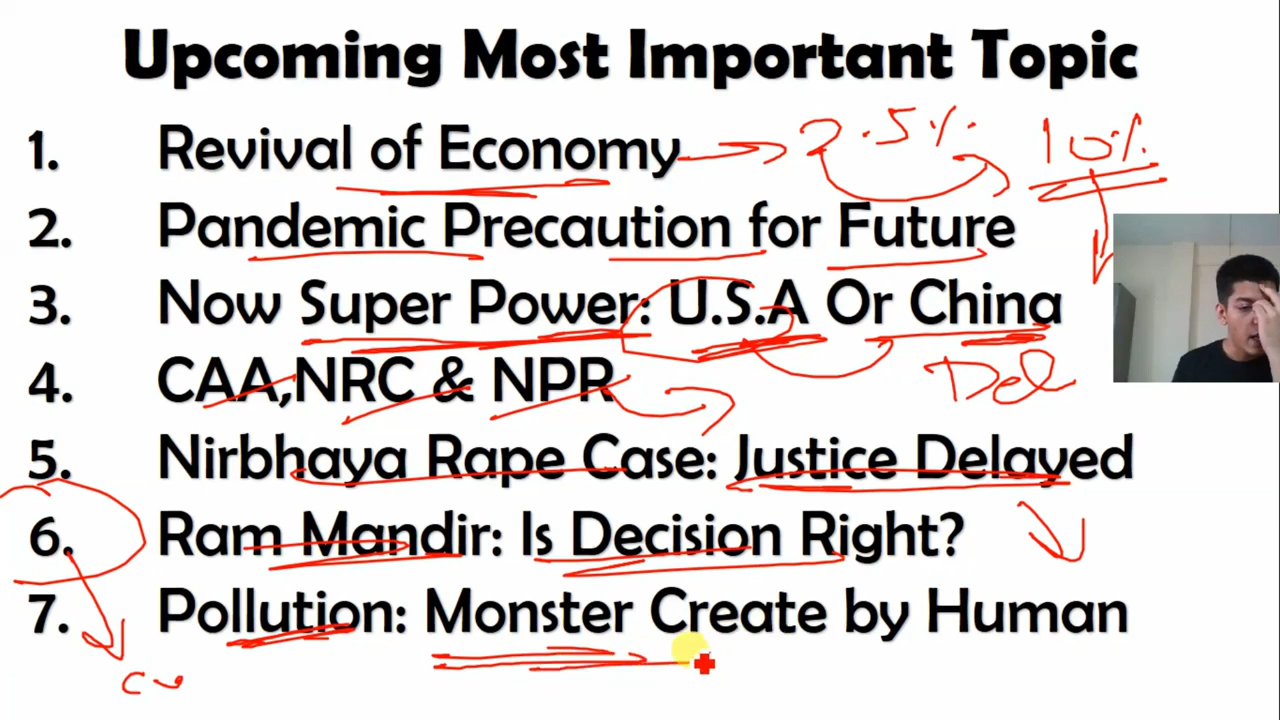 Upcoming Most Important Topic
1. Revival of Economy 2.5% 10%
2. Pandemic Precaution for Future
3. Now Super Power: U.S.A Or China
4. CAA,NRC & NPR Del
5. Nirbhaya Rape Case: Justice Delayed
6. Ram Mandir: Is Decision Right?
7. Pollution: Monster Create by Human